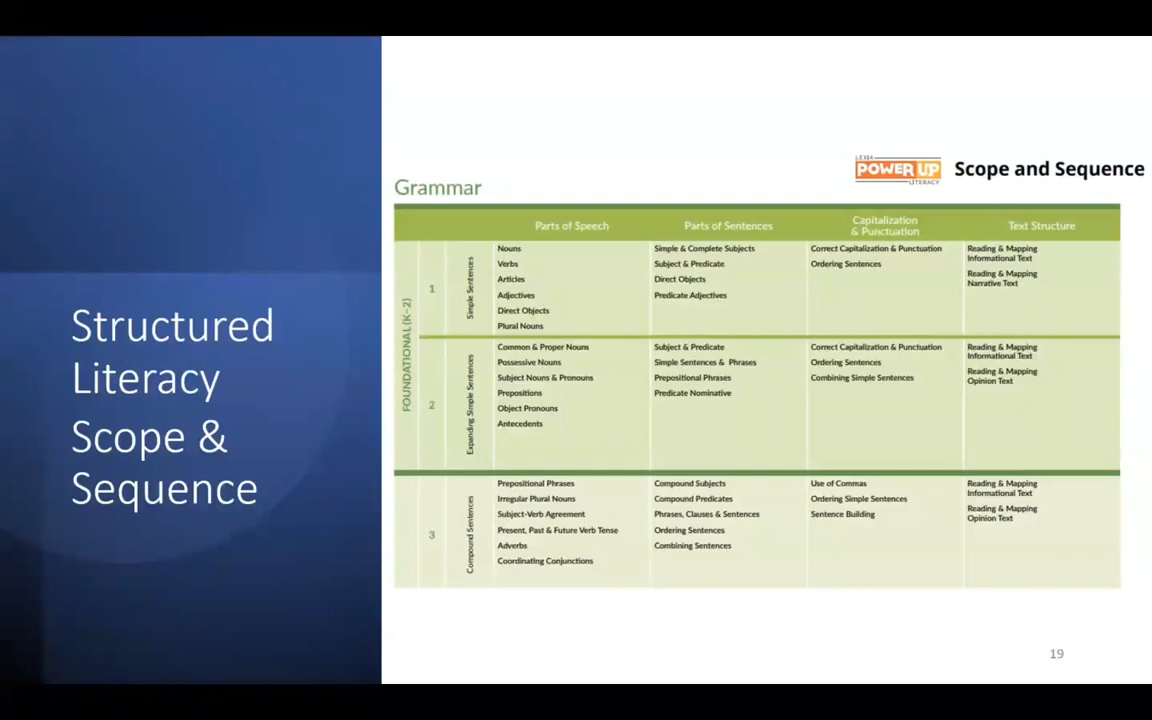 Structured
Literacy
Scope &
Sequence
LEXIA
POWER UP
LITERACY
Scope and Sequence
Grammar
Parts of Speech
Parts of Sentences
Capitalization
& Punctuation
Text Structure
FOUNDATIONAL (K–2)
1
Simple Sentences
Nouns
Verbs
Articles
Adjectives
Direct Objects
Plural Nouns
Simple & Complete Subjects
Subject & Predicate
Direct Objects
Predicate Adjectives
Correct Capitalization & Punctuation
Ordering Sentences
Reading & Mapping
Informational Text
Reading & Mapping
Narrative Text
2
Expanding Simple Sentences
Common & Proper Nouns
Possessive Nouns
Subject Nouns & Pronouns
Prepositions
Object Pronouns
Antecedents
Subject & Predicate
Simple Sentences & Phrases
Prepositional Phrases
Predicate Nominative
Correct Capitalization & Punctuation
Ordering Sentences
Combining Simple Sentences
Reading & Mapping
Informational Text
Reading & Mapping
Opinion Text
3
Compound Sentences
Prepositional Phrases
Irregular Plural Nouns
Subject-Verb Agreement
Present, Past & Future Verb Tense
Adverbs
Coordinating Conjunctions
Compound Subjects
Compound Predicates
Phrases, Clauses & Sentences
Ordering Sentences
Combining Sentences
Use of Commas
Ordering Simple Sentences
Sentence Building
Reading & Mapping
Informational Text
Reading & Mapping
Opinion Text
19